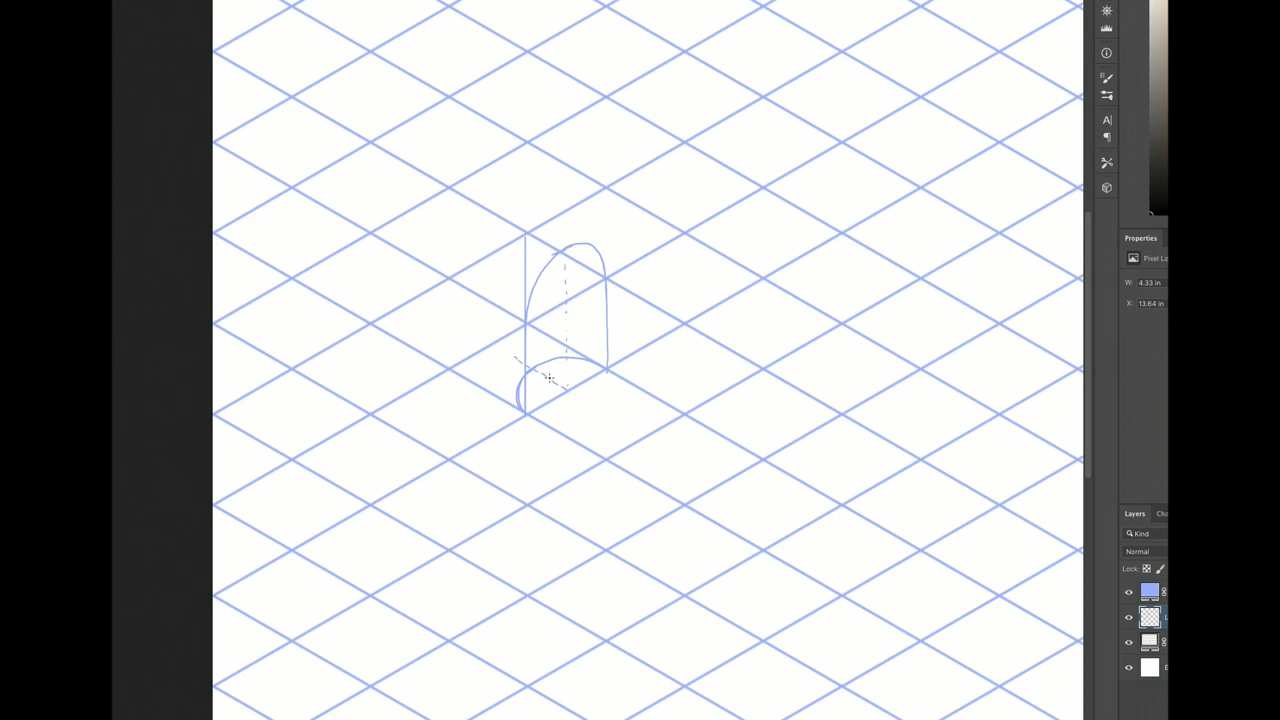 Properties
Pixel La
W: 4.33 in
X: 13.64 in
Layers
Kind
Normal
Lock: